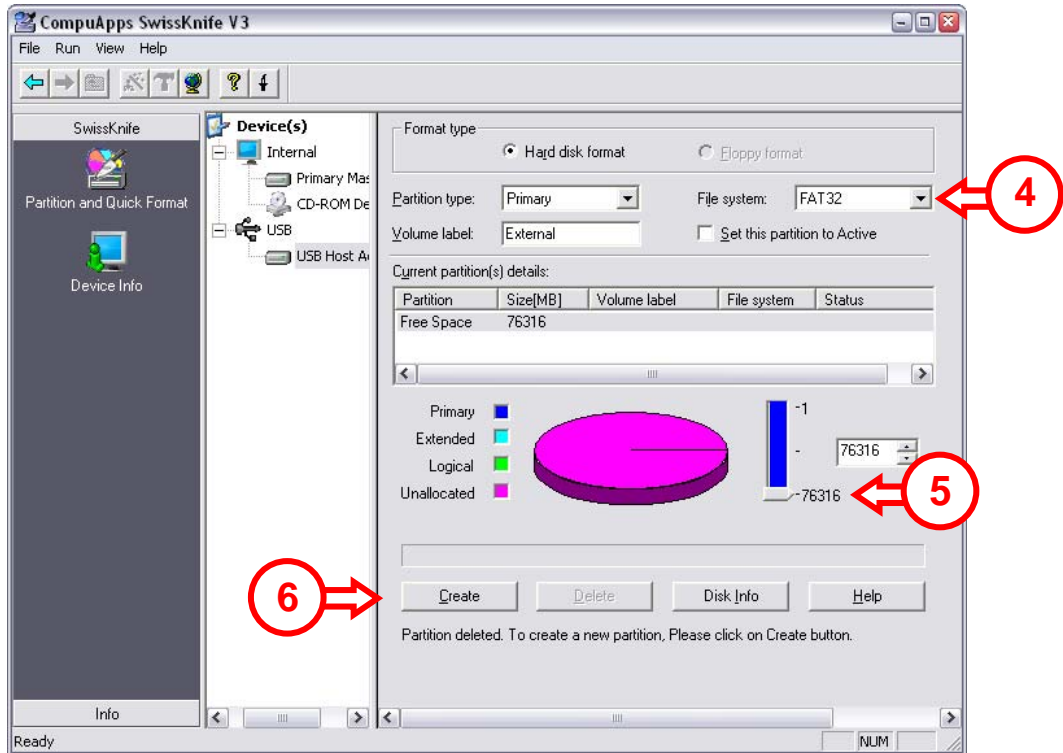 CompuApps SwissKnife V3
File Run View Help
SwissKnife
Partition and Quick Format
Device Info
Info
Device(s)
Internal
Primary Mas
CD-ROM De
USB
USB Host A
Format type
Hard disk format
Floppy format
Partition type: Primary File system: FAT32
4
Volume label: External Set this partition to Active
Current partition(s) details:
Partition Size[MB] Volume label File system Status
Free Space 76316
Primary
Extended
Logical
Unallocated
-1
-
76316
-76316
5
6
Create Delete Disk Info Help
Partition deleted. To create a new partition, Please click on Create button.
Ready NUM